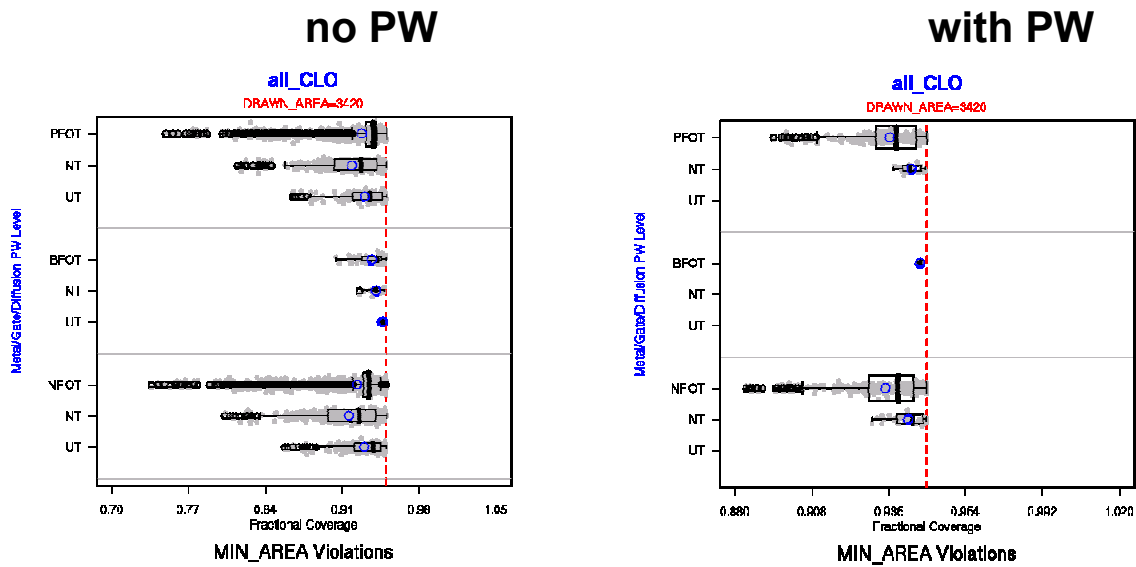 no PW
all_CLO
DRAWN_AREA=3420
PFOT
NT
UT
BFOT
NT
UT
NFOT
NT
UT
Metal/Gate/Diffusion PW Level
0.70 0.77 0.84 0.91 0.98 1.05
Fractional Coverage
MIN_AREA Violations
with PW
all_CLO
DRAWN_AREA=3420
PFOT
NT
UT
BFOT
NT
UT
NFOT
NT
UT
Metal/Gate/Diffusion PW Level
0.880 0.908 0.936 0.964 0.992 1.020
Fractional Coverage
MIN_AREA Violations